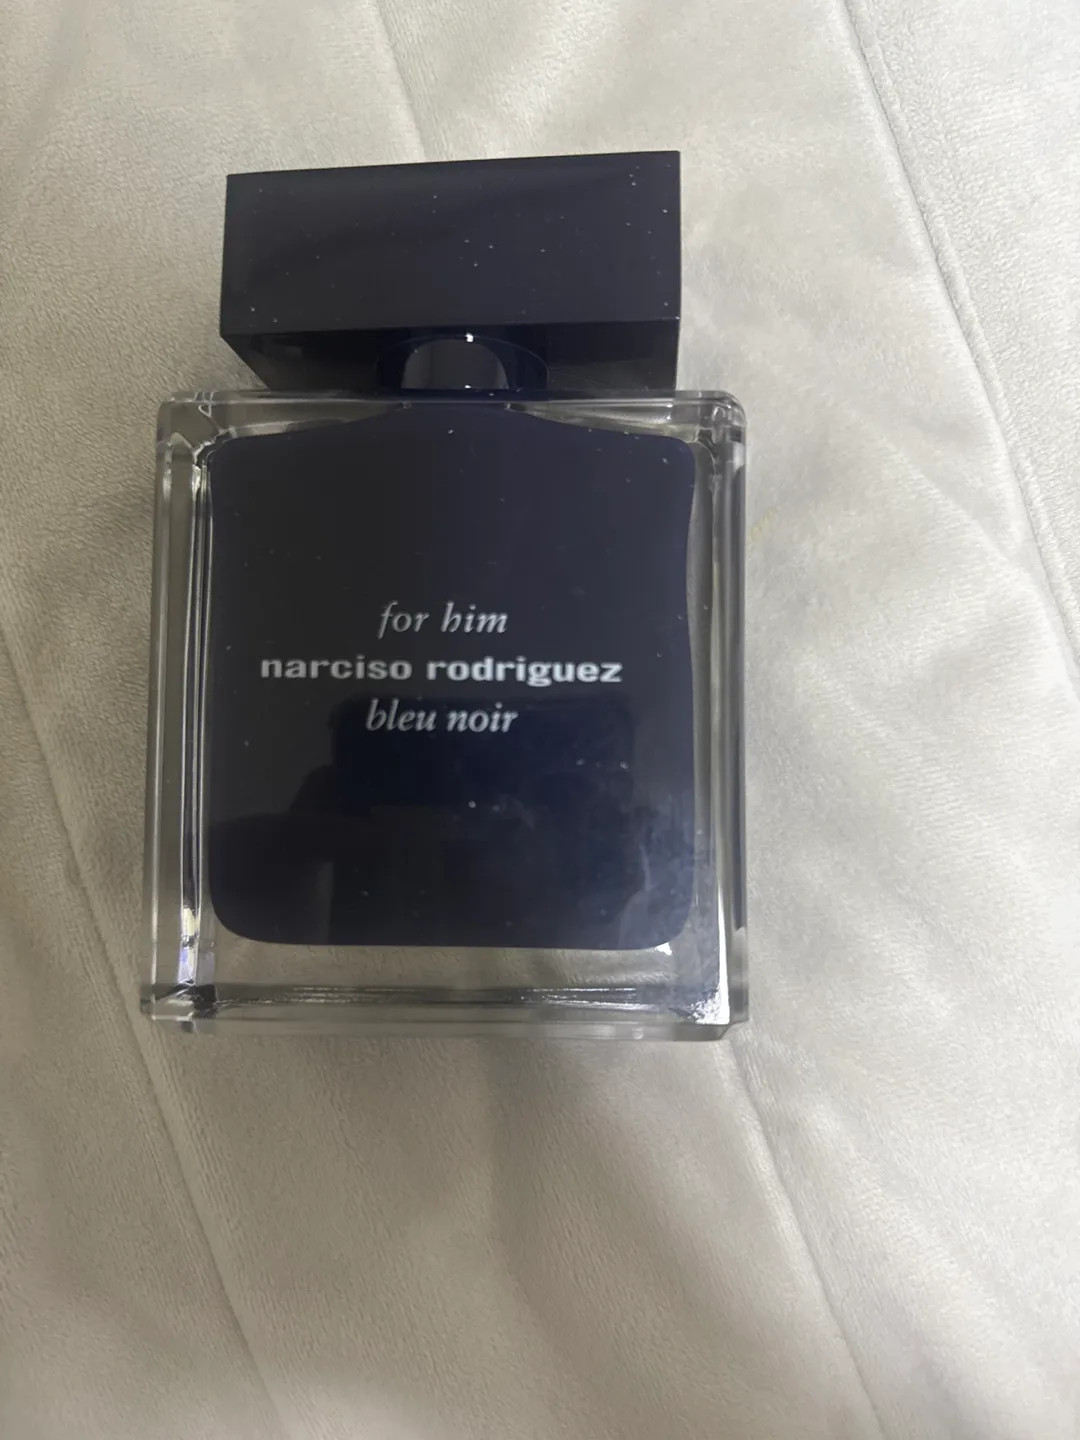 for him
narciso rodriguez
bleu noir